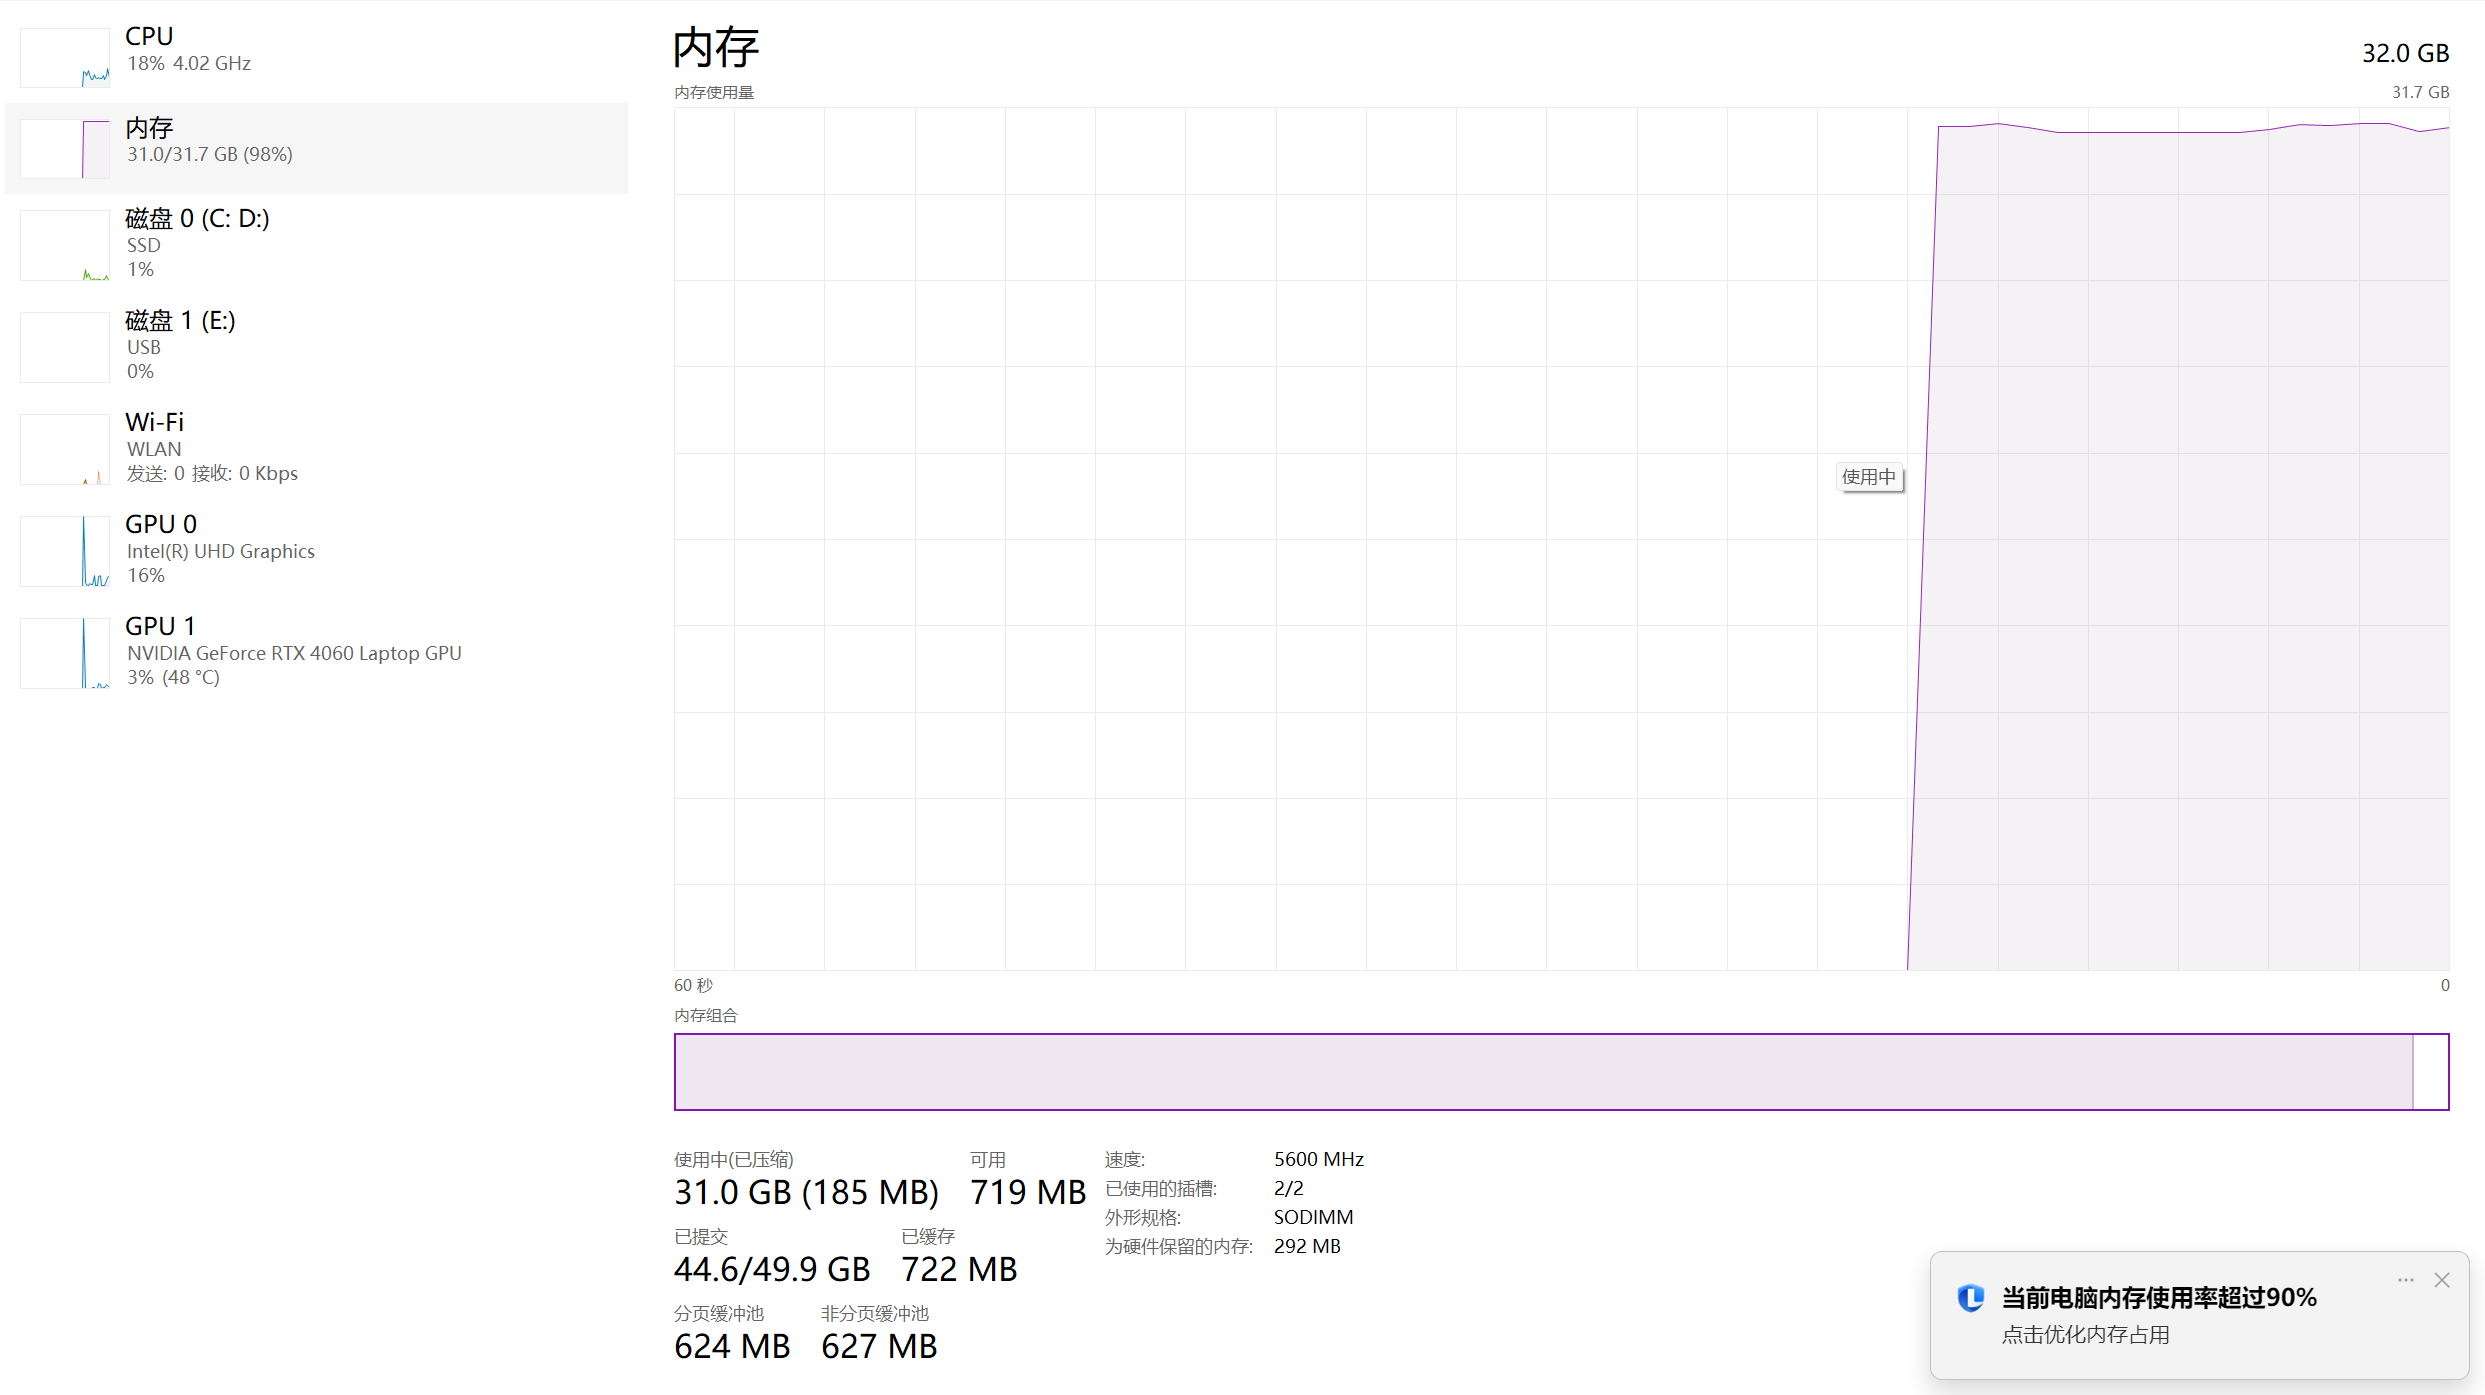 CPU
18% 4.02 GHz
内存
31.0/31.7 GB (98%)
磁盘 0 (C: D:)
SSD
1%
磁盘 1 (E:)
USB
0%
Wi-Fi
WLAN
发送: 0 接收: 0 Kbps
GPU 0
Intel(R) UHD Graphics
16%
GPU 1
NVIDIA GeForce RTX 4060 Laptop GPU
3% (48 °C)
内存
32.0 GB
内存使用量
31.7 GB
使用中
60 秒
0
内存组合
使用中(已压缩)
31.0 GB (185 MB)
可用
719 MB
已提交
44.6/49.9 GB
已缓存
722 MB
分页缓冲池
624 MB
非分页缓冲池
627 MB
速度: 5600 MHz
已使用的插槽: 2/2
外形规格: SODIMM
为硬件保留的内存: 292 MB
当前电脑内存使用率超过90%
点击优化内存占用